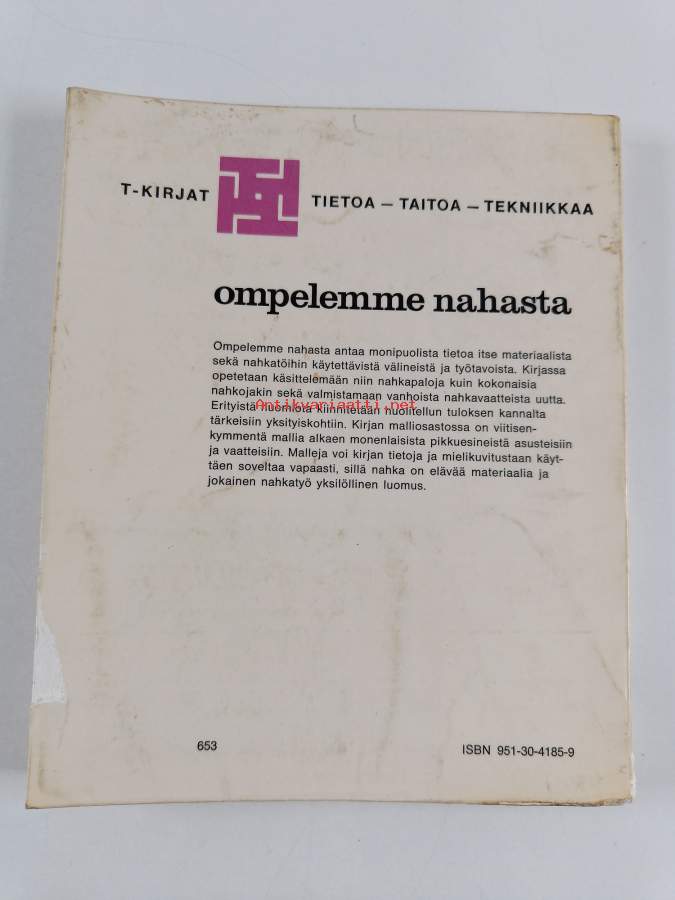 T-KIRJAT
TIETOA — TAITOA — TEKNIIKKAA
ompelemme nahasta
Ompelemme nahasta antaa monipuolista tietoa itse materiaalista
sekä nahkatöihin käytettävistä välineistä ja työtavoista. Kirjassa
opetetaan käsittelemään niin nahkapaloja kuin kokonaisia
nahkojakin sekä valmistamaan vanhoista nahkavaatteista uutta.
Antikvariaatti.net
Erityistä huomiota kiinnitetään huolitellun tuloksen kannalta
tärkeisiin yksityiskohtiin. Kirjan malliosastossa on viitisen-
kymmentä mallia alkaen monenlaisista pikkuesineistä asusteisiin
ja vaatteisiin. Malleja voi kirjan tietoja ja mielikuvitustaan käyt-
täen soveltaa vapaasti, sillä nahka on elävää materiaalia ja
jokainen nahkatyö yksilöllinen luomus.
653
ISBN 951-30-4185-9